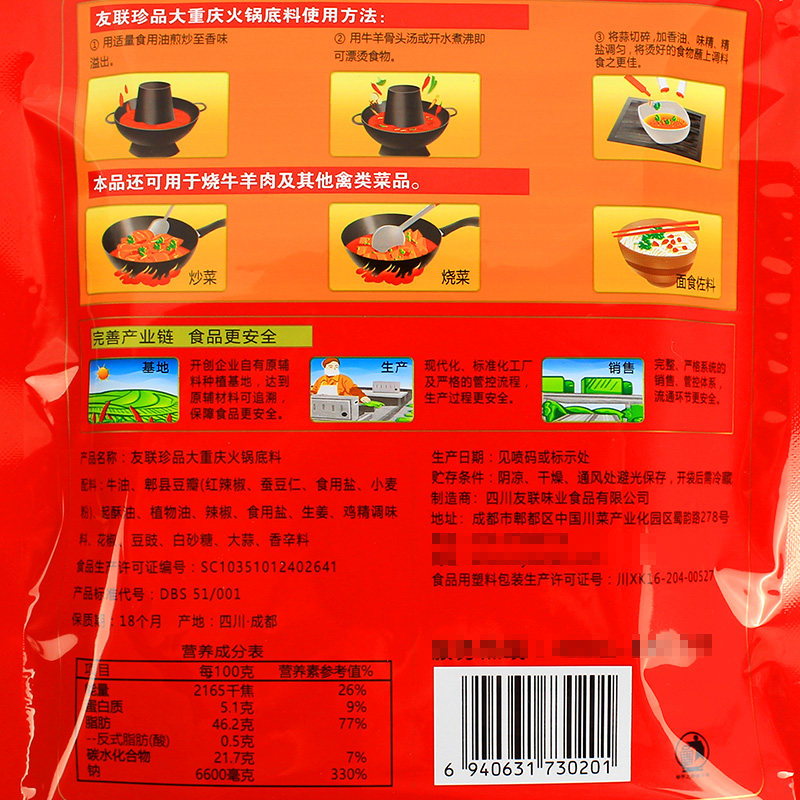 友联珍品大重庆火锅底料使用方法:
① 用适量食用油煎炒至香味
溢出。
② 用牛羊骨头汤或开水煮沸即
可漂烫食物。
③ 将蒜切碎,加香油、味精、精
盐调匀,将烫好的食物蘸上调料
食之更佳。
本品还可用于烧牛羊肉及其他禽类菜品。
炒菜
烧菜
面食佐料
完善产业链 食品更安全
基地
开创企业自有原辅
料种植基地,达到
原辅材料可追溯,
保障食品更安全。
生产
现代化、标准化工厂
及严格的管控流程,
生产过程更安全。
销售
完整、严格系统的
销售、管控体系,
流通环节更安全。
产品名称:友联珍品大重庆火锅底料
配料:牛油、郫县豆瓣(红辣椒、蚕豆仁、食用盐、小麦
粉)、起酥油、植物油、辣椒、食用盐、生姜、鸡精调味
料、花椒、豆豉、白砂糖、大蒜、香辛料
食品生产许可证编号:SC10351012402641
产品标准代号:DBS 51/001
保质期:18个月 产地:四川·成都
生产日期:见喷码或标示处
贮存条件:阴凉、干燥、通风处避光保存,开袋后需冷藏
制造商:四川友联味业食品有限公司
地址:成都市郫都区中国川菜产业化园区蜀韵路278号
食品用塑料包装生产许可证号:川XK16-204-00527
营养成分表
项目 每100克 营养素参考值%
能量 2165千焦 26%
蛋白质 5.1克 9%
脂肪 46.2克 77%
--反式脂肪(酸) 0.5克
碳水化合物 21.7克 7%
钠 6600毫克 330%
6 940631 730201